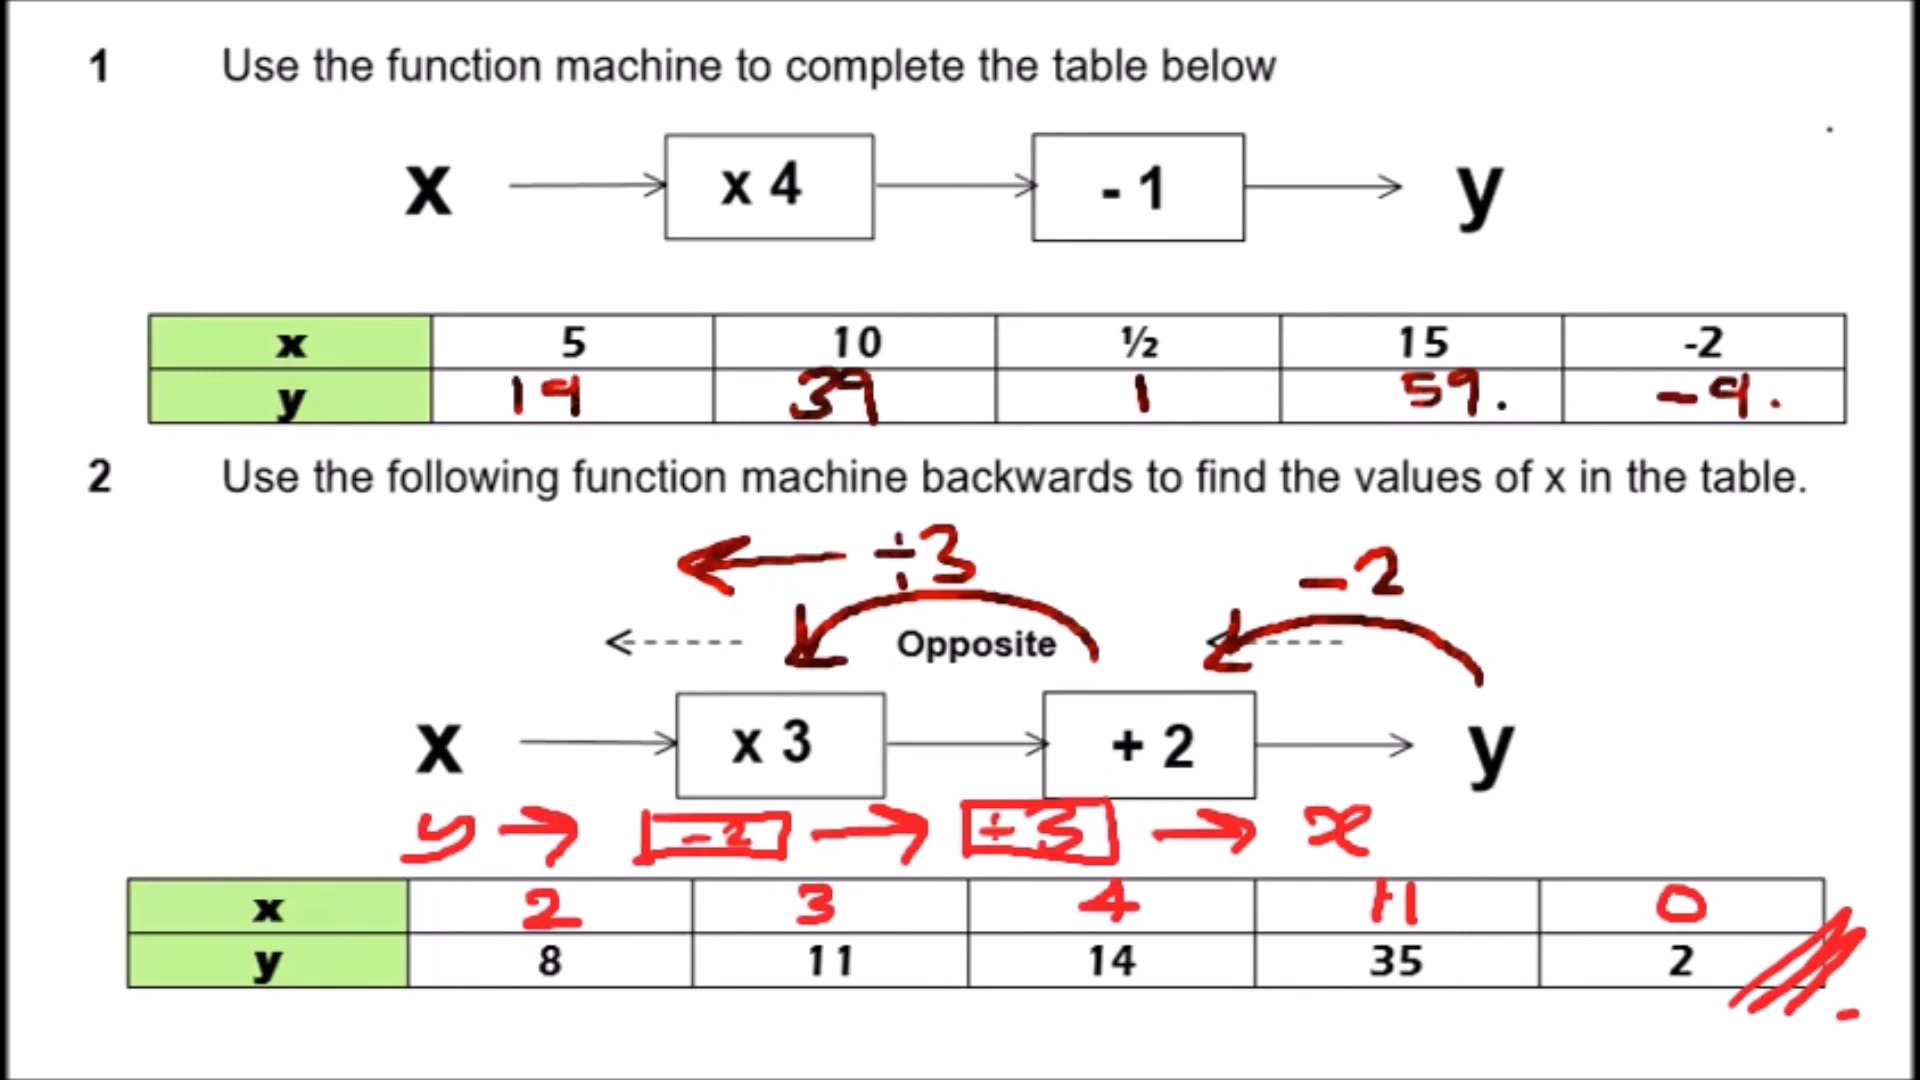 1 Use the function machine to complete the table below
x x 4 - 1 y
x 5 10 ½ 15 -2
y 19 39 1 59. -9.
2 Use the following function machine backwards to find the values of x in the table.
÷3 -2
Opposite
x x 3 + 2 y
y → -2 → ÷3 → x
x 2 3 4 11 0
y 8 11 14 35 2